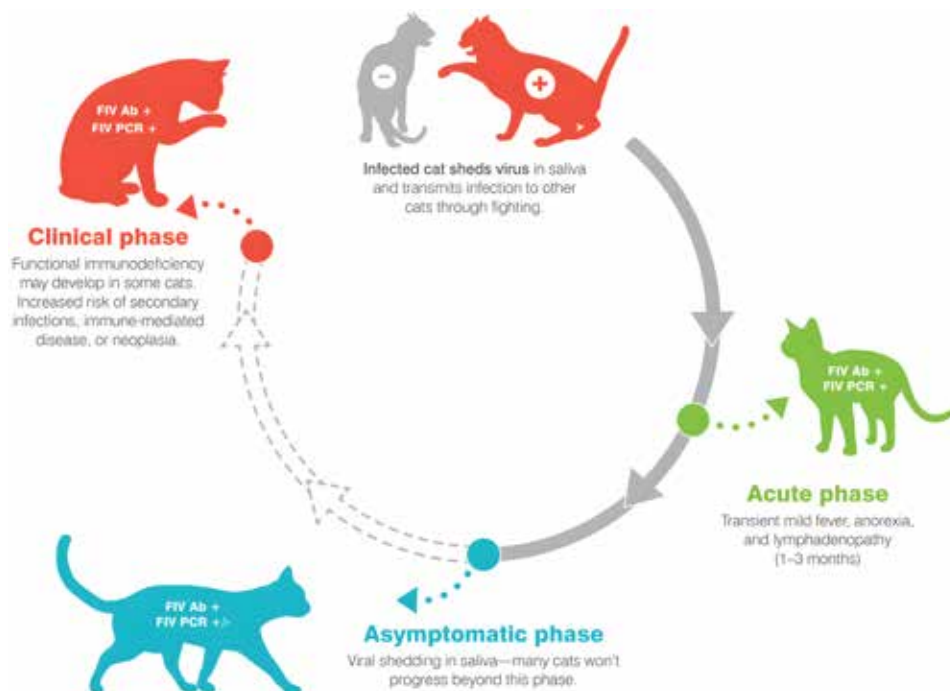 −
+
Infected cat sheds virus in saliva
and transmits infection to other
cats through fighting.
FIV Ab +
FIV PCR +
Clinical phase
Functional immunodeficiency
may develop in some cats.
Increased risk of secondary
infections, immune-mediated
disease, or neoplasia.
FIV Ab +
FIV PCR +
Acute phase
Transient mild fever, anorexia,
and lymphadenopathy
(1–3 months)
FIV Ab +
FIV PCR +/-
Asymptomatic phase
Viral shedding in saliva—many cats won't
progress beyond this phase.